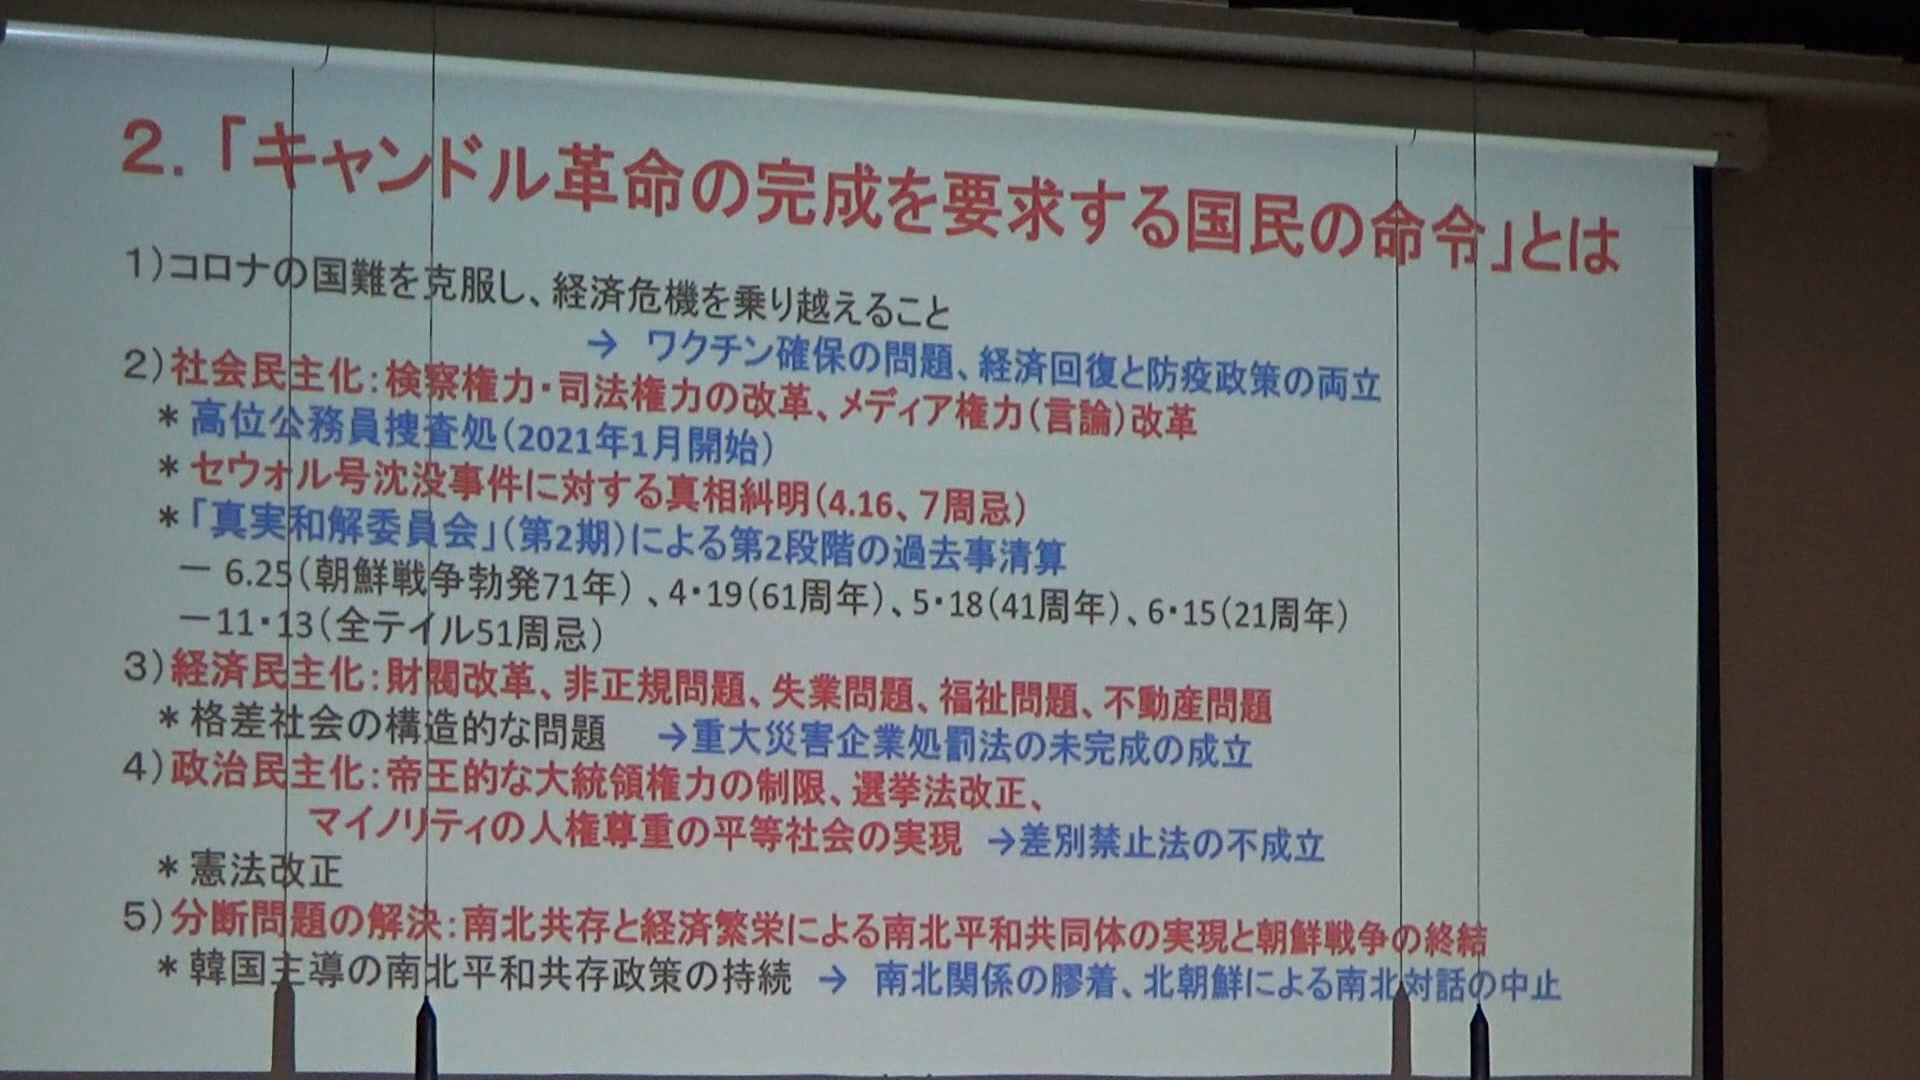 2. 「キャンドル革命の完成を要求する国民の命令」とは
1)コロナの国難を克服し、経済危機を乗り越えること
→ ワクチン確保の問題、経済回復と防疫政策の両立
2)社会民主化:検察権力・司法権力の改革、メディア権力(言論)改革
* 高位公務員捜査処(2021年1月開始)
* セウォル号沈没事件に対する真相糾明(4.16、7周忌)
* 「真実和解委員会」(第2期)による第2段階の過去事清算
ー 6.25(朝鮮戦争勃発71年)、4・19(61周年)、5・18(41周年)、6・15(21周年)
ー11・13(全テイル51周忌)
3)経済民主化:財閥改革、非正規問題、失業問題、福祉問題、不動産問題
* 格差社会の構造的な問題 →重大災害企業処罰法の未完成の成立
4)政治民主化:帝王的な大統領権力の制限、選挙法改正、
マイノリティの人権尊重の平等社会の実現 →差別禁止法の不成立
* 憲法改正
5)分断問題の解決:南北共存と経済繁栄による南北平和共同体の実現と朝鮮戦争の終結
* 韓国主導の南北平和共存政策の持続 → 南北関係の膠着、北朝鮮による南北対話の中止